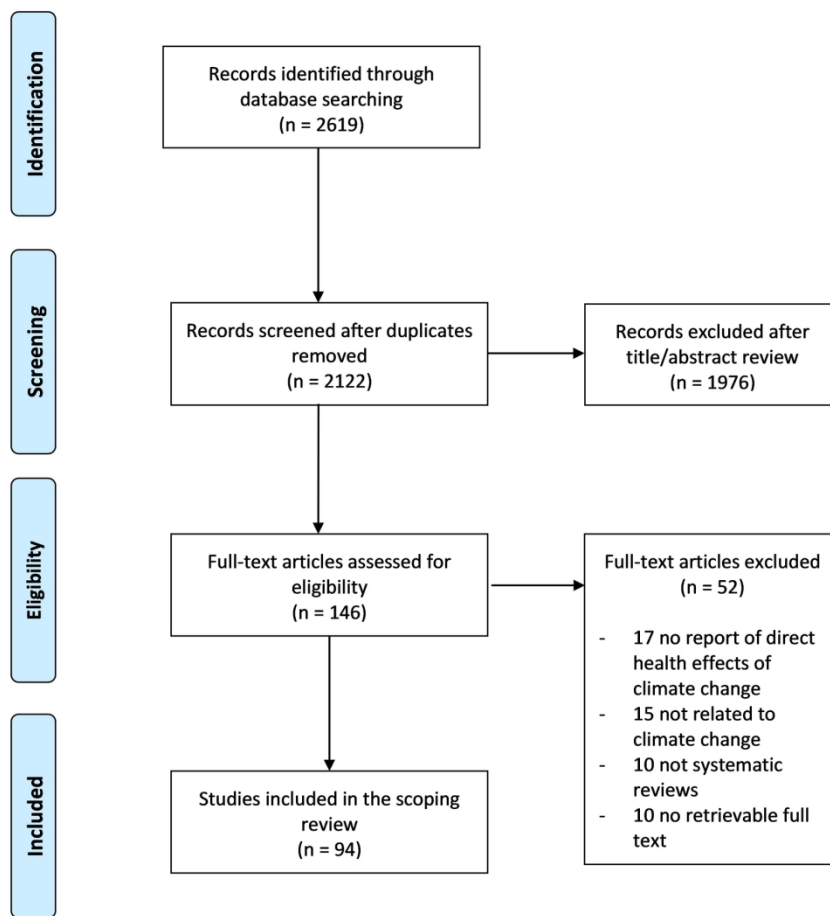 Identification
Records identified through
database searching
(n = 2619)
Screening
Records screened after duplicates
removed
(n = 2122)
Records excluded after
title/abstract review
(n = 1976)
Eligibility
Full-text articles assessed for
eligibility
(n = 146)
Full-text articles excluded
(n = 52)
- 17 no report of direct
health effects of
climate change
- 15 not related to
climate change
- 10 not systematic
reviews
- 10 no retrievable full
text
Included
Studies included in the scoping
review
(n = 94)